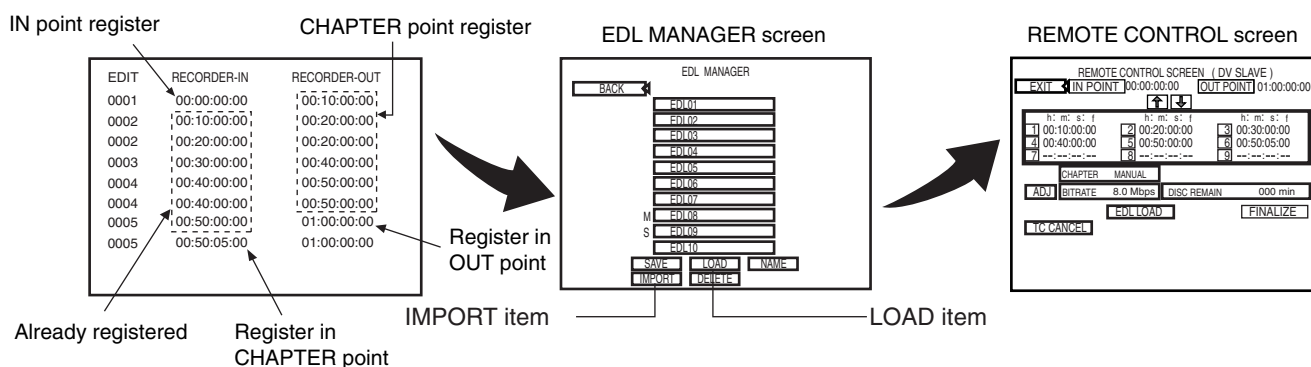 IN point register
CHAPTER point register
EDIT RECORDER-IN RECORDER-OUT
0001 00:00:00:00 00:10:00:00
0002 00:10:00:00 00:20:00:00
0002 00:20:00:00 00:20:00:00
0003 00:30:00:00 00:40:00:00
0004 00:40:00:00 00:50:00:00
0004 00:40:00:00 00:50:00:00
0005 00:50:00:00 01:00:00:00
0005 00:50:05:00 01:00:00:00
Already registered
Register in
CHAPTER point
Register in
OUT point
EDL MANAGER screen
EDL MANAGER
BACK
EDL01
EDL02
EDL03
EDL04
EDL05
EDL06
EDL07
M EDL08
S EDL09
EDL10
SAVE LOAD NAME
IMPORT DELETE
IMPORT item
LOAD item
REMOTE CONTROL screen
REMOTE CONTROL SCREEN ( DV SLAVE )
EXIT IN POINT 00:00:00:00 OUT POINT 01:00:00:00
h: m: s: f h: m: s: f h: m: s: f
1 00:10:00:00 2 00:20:00:00 3 00:30:00:00
4 00:40:00:00 5 00:50:00:00 6 00:50:05:00
7 --:--:--:-- 8 --:--:--:-- 9 --:--:--:--
CHAPTER MANUAL
ADJ BITRATE 8.0 Mbps DISC REMAIN 000 min
EDL LOAD FINALIZE
TC CANCEL